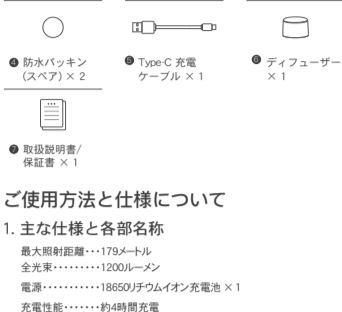 ❹ 防水パッキン
(スペア) × 2
❺ Type-C 充電
ケーブル × 1
❻ ディフューザー
× 1
❼ 取扱説明書/
保証書 × 1
ご使用方法と仕様について
1. 主な仕様と各部名称
最大照射距離･･･179メートル
全光束･････････1200ルーメン
電源･･･････････18650リチウムイオン充電池 × 1
充電性能･･･････約4時間充電